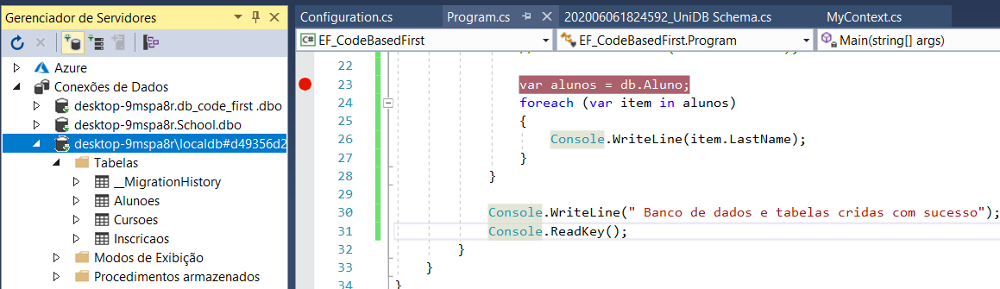 Gerenciador de Servidores
Azure
Conexões de Dados
desktop-9mspa8r.db_code_first .dbo
desktop-9mspa8r.School.dbo
desktop-9mspa8r\localdb#d49356d2
Tabelas
__MigrationHistory
Alunoes
Cursoes
Inscricaos
Modos de Exibição
Procedimentos armazenados
Configuration.cs Program.cs 202006061824592_UniDB Schema.cs MyContext.cs
C# EF_CodeBasedFirst EF_CodeBasedFirst.Program Main(string[] args)
22
23 var alunos = db.Aluno;
24 foreach (var item in alunos)
25 {
26 Console.WriteLine(item.LastName);
27 }
28 }
29
30 Console.WriteLine(" Banco de dados e tabelas cridas com sucesso");
31 Console.ReadKey();
32 }
33 }
34 }